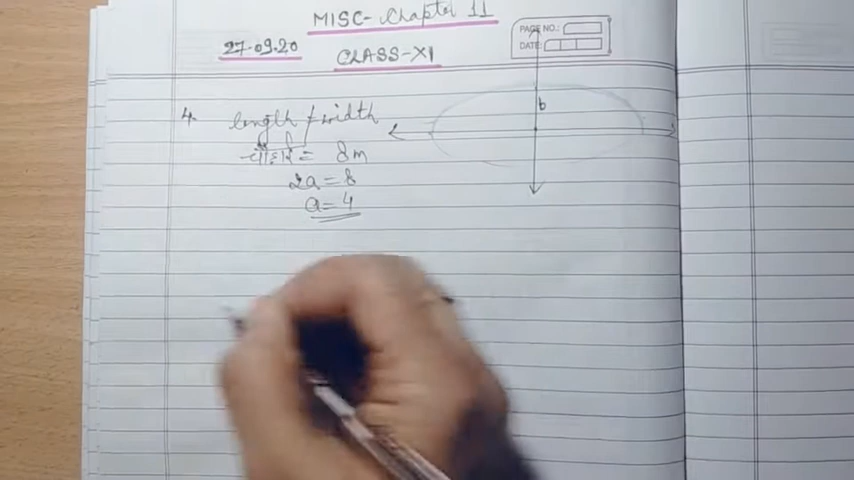 MISC- Chapter 11
PAGE NO.:
DATE:
27-09-20
CLASS-XI
b
4. length / width
= 8m
2a = 8
a = 4